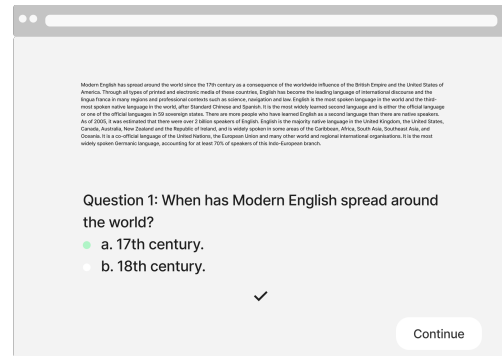 Modern English has spread around the world since the 17th century as a consequence of the worldwide influence of the British Empire and the United States of
America. Through all types of printed and electronic media of these countries, English has become the leading language of international discourse and the
lingua franca in many regions and professional contexts such as science, navigation and law. English is the most spoken language in the world and the third-
most spoken native language in the world, after Standard Chinese and Spanish. It is the most widely learned second language and is either the official language
or one of the official languages in 59 sovereign states. There are more people who have learned English as a second language than there are native speakers.
As of 2005, it was estimated that there were over 2 billion speakers of English. English is the majority native language in the United Kingdom, the United States,
Canada, Australia, New Zealand and the Republic of Ireland, and is widely spoken in some areas of the Caribbean, Africa, South Asia, Southeast Asia, and
Oceania. It is a co-official language of the United Nations, the European Union and many other world and regional international organisations. It is the most
widely spoken Germanic language, accounting for at least 70% of speakers of this Indo-European branch.
Question 1: When has Modern English spread around
the world?
a. 17th century.
b. 18th century.
Continue